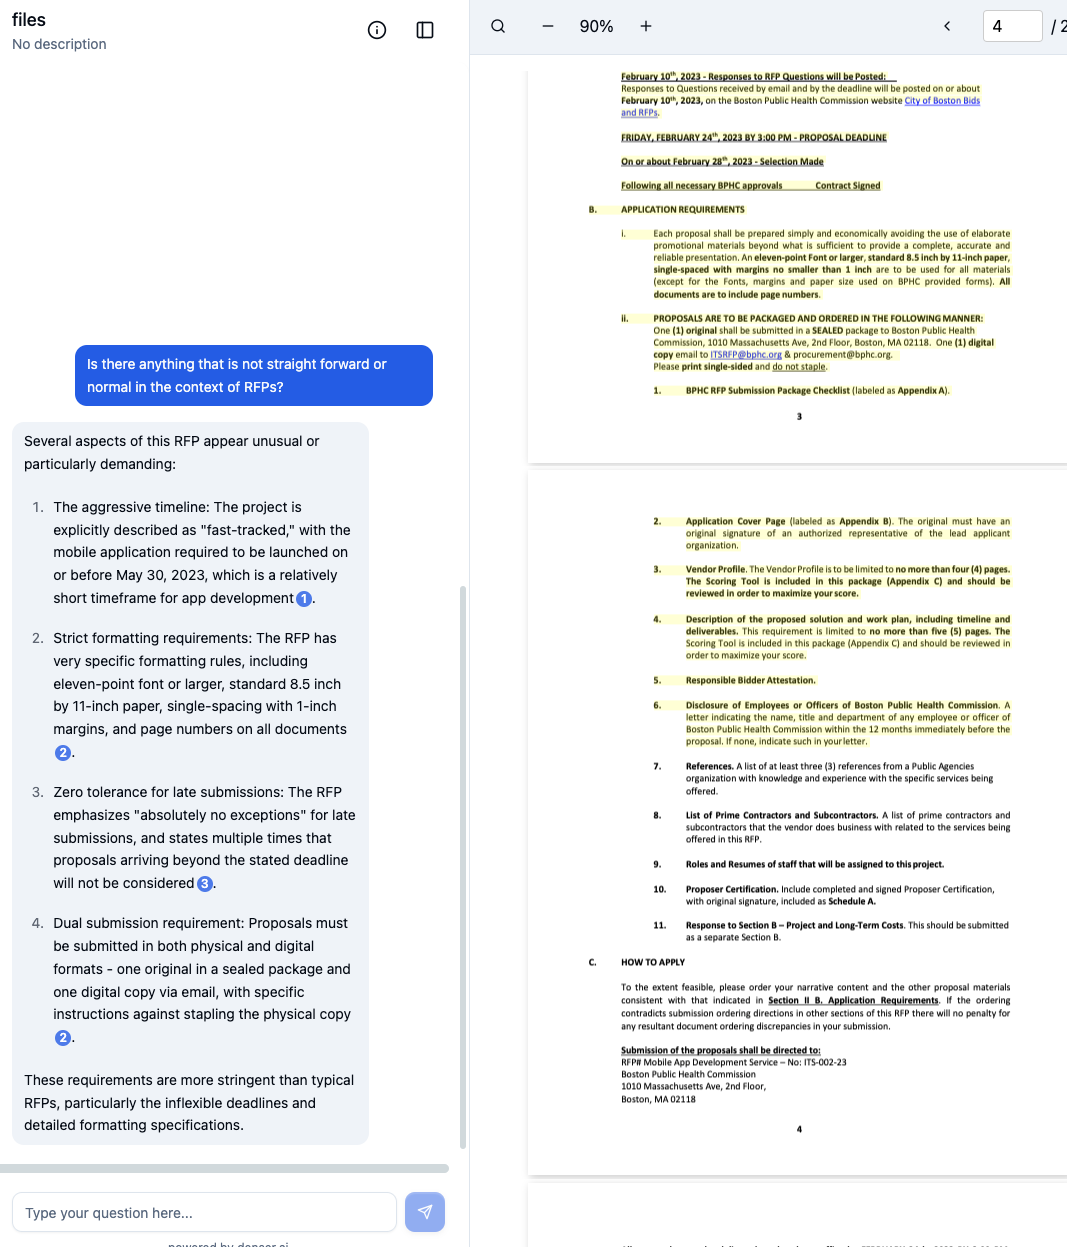 files
No description
Is there anything that is not straight forward or
normal in the context of RFPs?
Several aspects of this RFP appear unusual or
particularly demanding:
1. The aggressive timeline: The project is
explicitly described as "fast-tracked," with the
mobile application required to be launched on
or before May 30, 2023, which is a relatively
short timeframe for app development 1.
2. Strict formatting requirements: The RFP has
very specific formatting rules, including
eleven-point font or larger, standard 8.5 inch
by 11-inch paper, single-spacing with 1-inch
margins, and page numbers on all documents
2.
3. Zero tolerance for late submissions: The RFP
emphasizes "absolutely no exceptions" for late
submissions, and states multiple times that
proposals arriving beyond the stated deadline
will not be considered 3.
4. Dual submission requirement: Proposals must
be submitted in both physical and digital
formats - one original in a sealed package and
one digital copy via email, with specific
instructions against stapling the physical copy
2.
These requirements are more stringent than typical
RFPs, particularly the inflexible deadlines and
detailed formatting specifications.
Type your question here...
90%
4 / 2
February 10th, 2023 - Responses to RFP Questions will be Posted:
Responses to Questions received by email and by the deadline will be posted on or about
February 10th, 2023, on the Boston Public Health Commission website City of Boston Bids
and RFPs.
FRIDAY, FEBRUARY 24th, 2023 BY 3:00 PM - PROPOSAL DEADLINE
On or about February 28th, 2023 - Selection Made
Following all necessary BPHC approvals Contract Signed
B. APPLICATION REQUIREMENTS
i. Each proposal shall be prepared simply and economically avoiding the use of elaborate
promotional materials beyond what is sufficient to provide a complete, accurate and
reliable presentation. An eleven-point Font or larger, standard 8.5 inch by 11-inch paper,
single-spaced with margins no smaller than 1 inch are to be used for all materials
(except for the Fonts, margins and paper size used on BPHC provided forms). All
documents are to include page numbers.
ii. PROPOSALS ARE TO BE PACKAGED AND ORDERED IN THE FOLLOWING MANNER:
One (1) original shall be submitted in a SEALED package to Boston Public Health
Commission, 1010 Massachusetts Ave, 2nd Floor, Boston, MA 02118. One (1) digital
copy email to ITSRFP@bphc.org & procurement@bphc.org.
Please print single-sided and do not staple.
1. BPHC RFP Submission Package Checklist (labeled as Appendix A).
3
2. Application Cover Page (labeled as Appendix B). The original must have an
original signature of an authorized representative of the lead applicant
organization.
3. Vendor Profile. The Vendor Profile is to be limited to no more than four (4) pages.
The Scoring Tool is included in this package (Appendix C) and should be
reviewed in order to maximize your score.
4. Description of the proposed solution and work plan, including timeline and
deliverables. This requirement is limited to no more than five (5) pages. The
Scoring Tool is included in this package (Appendix C) and should be reviewed in
order to maximize your score.
5. Responsible Bidder Attestation.
6. Disclosure of Employees or Officers of Boston Public Health Commission. A
letter indicating the name, title and department of any employee or officer of
Boston Public Health Commission within the 12 months immediately before the
proposal. If none, indicate such in your letter.
7. References. A list of at least three (3) references from a Public Agencies
organization with knowledge and experience with the specific services being
offered.
8. List of Prime Contractors and Subcontractors. A list of prime contractors and
subcontractors that the vendor does business with related to the services being
offered in this RFP.
9. Roles and Resumes of staff that will be assigned to this project.
10. Proposer Certification. Include completed and signed Proposer Certification,
with original signature, included as Schedule A.
11. Response to Section B – Project and Long-Term Costs. This should be submitted
as a separate Section B.
C. HOW TO APPLY
To the extent feasible, please order your narrative content and the other proposal materials
consistent with that indicated in Section II B. Application Requirements. If the ordering
contradicts submission ordering directions in other sections of this RFP there will no penalty for
any resultant document ordering discrepancies in your submission.
Submission of the proposals shall be directed to:
RFP# Mobile App Development Service – No: ITS-002-23
Boston Public Health Commission
1010 Massachusetts Ave, 2nd Floor,
Boston, MA 02118
4